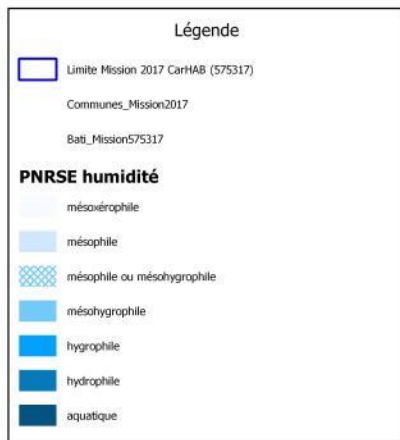 Légende
Limite Mission 2017 CarHAB (575317)
Communes_Mission2017
Bati_Mission575317
PNRSE humidité
mésoxérophile
mésophile
mésophile ou mésohygrophile
mésohygrophile
hygrophile
hydrophile
aquatique